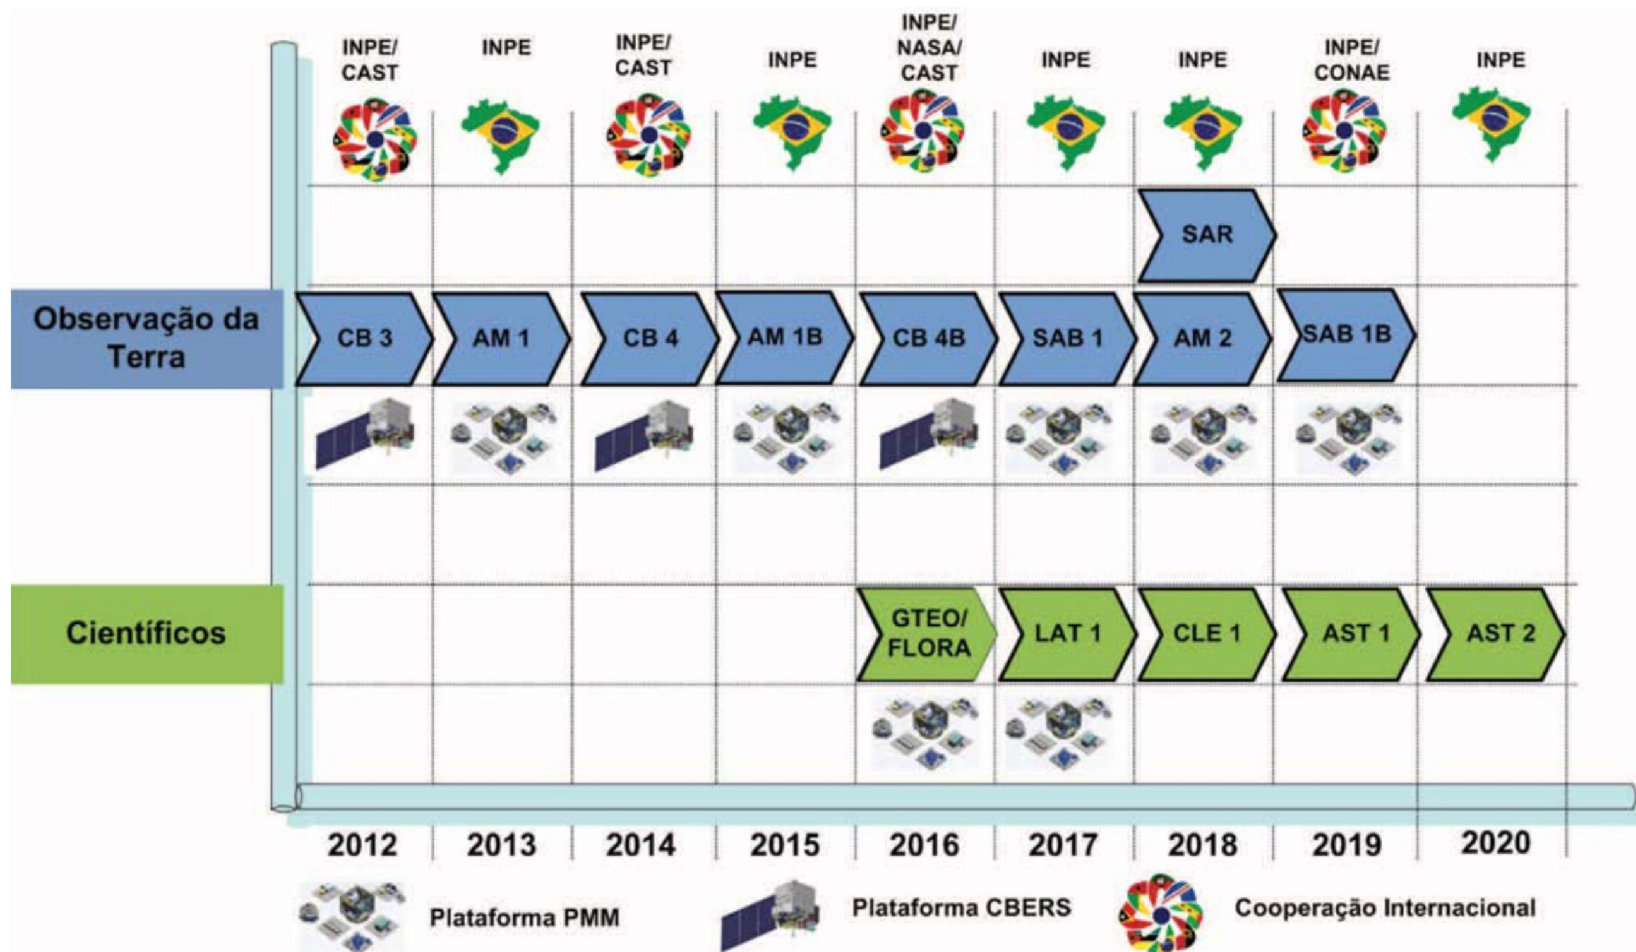 INPE/
CAST
INPE
INPE/
CAST
INPE
INPE/
NASA/
CAST
INPE
INPE
INPE/
CONAE
INPE
SAR
Observação da
Terra
CB 3
AM 1
CB 4
AM 1B
CB 4B
SAB 1
AM 2
SAB 1B
Científicos
GTEO/
FLORA
LAT 1
CLE 1
AST 1
AST 2
2012
2013
2014
2015
2016
2017
2018
2019
2020
Plataforma PMM
Plataforma CBERS
Cooperação Internacional